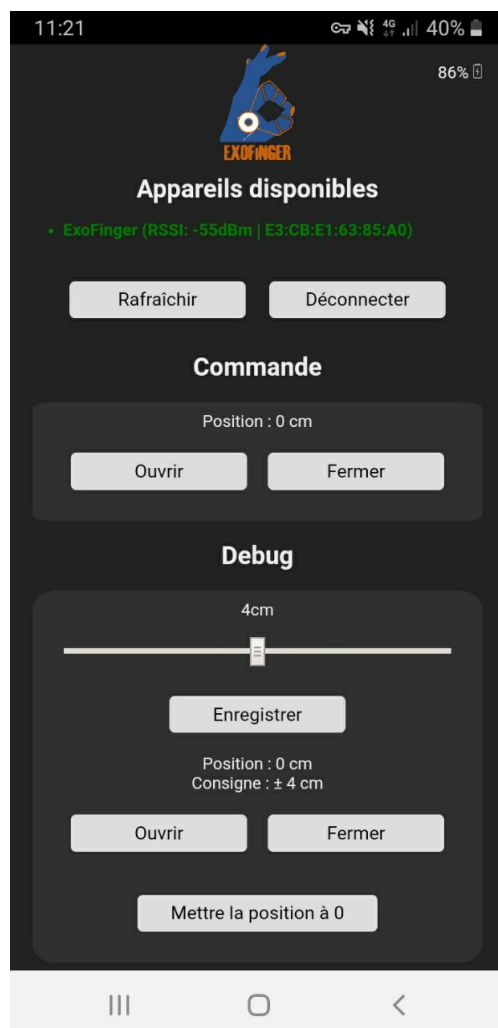 11:21
4G
40%
86%
EXOFINGER
Appareils disponibles
• ExoFinger (RSSI: -55dBm | E3:CB:E1:63:85:A0)
Rafraîchir
Déconnecter
Commande
Position : 0 cm
Ouvrir
Fermer
Debug
4cm
Enregistrer
Position : 0 cm
Consigne : ± 4 cm
Ouvrir
Fermer
Mettre la position à 0